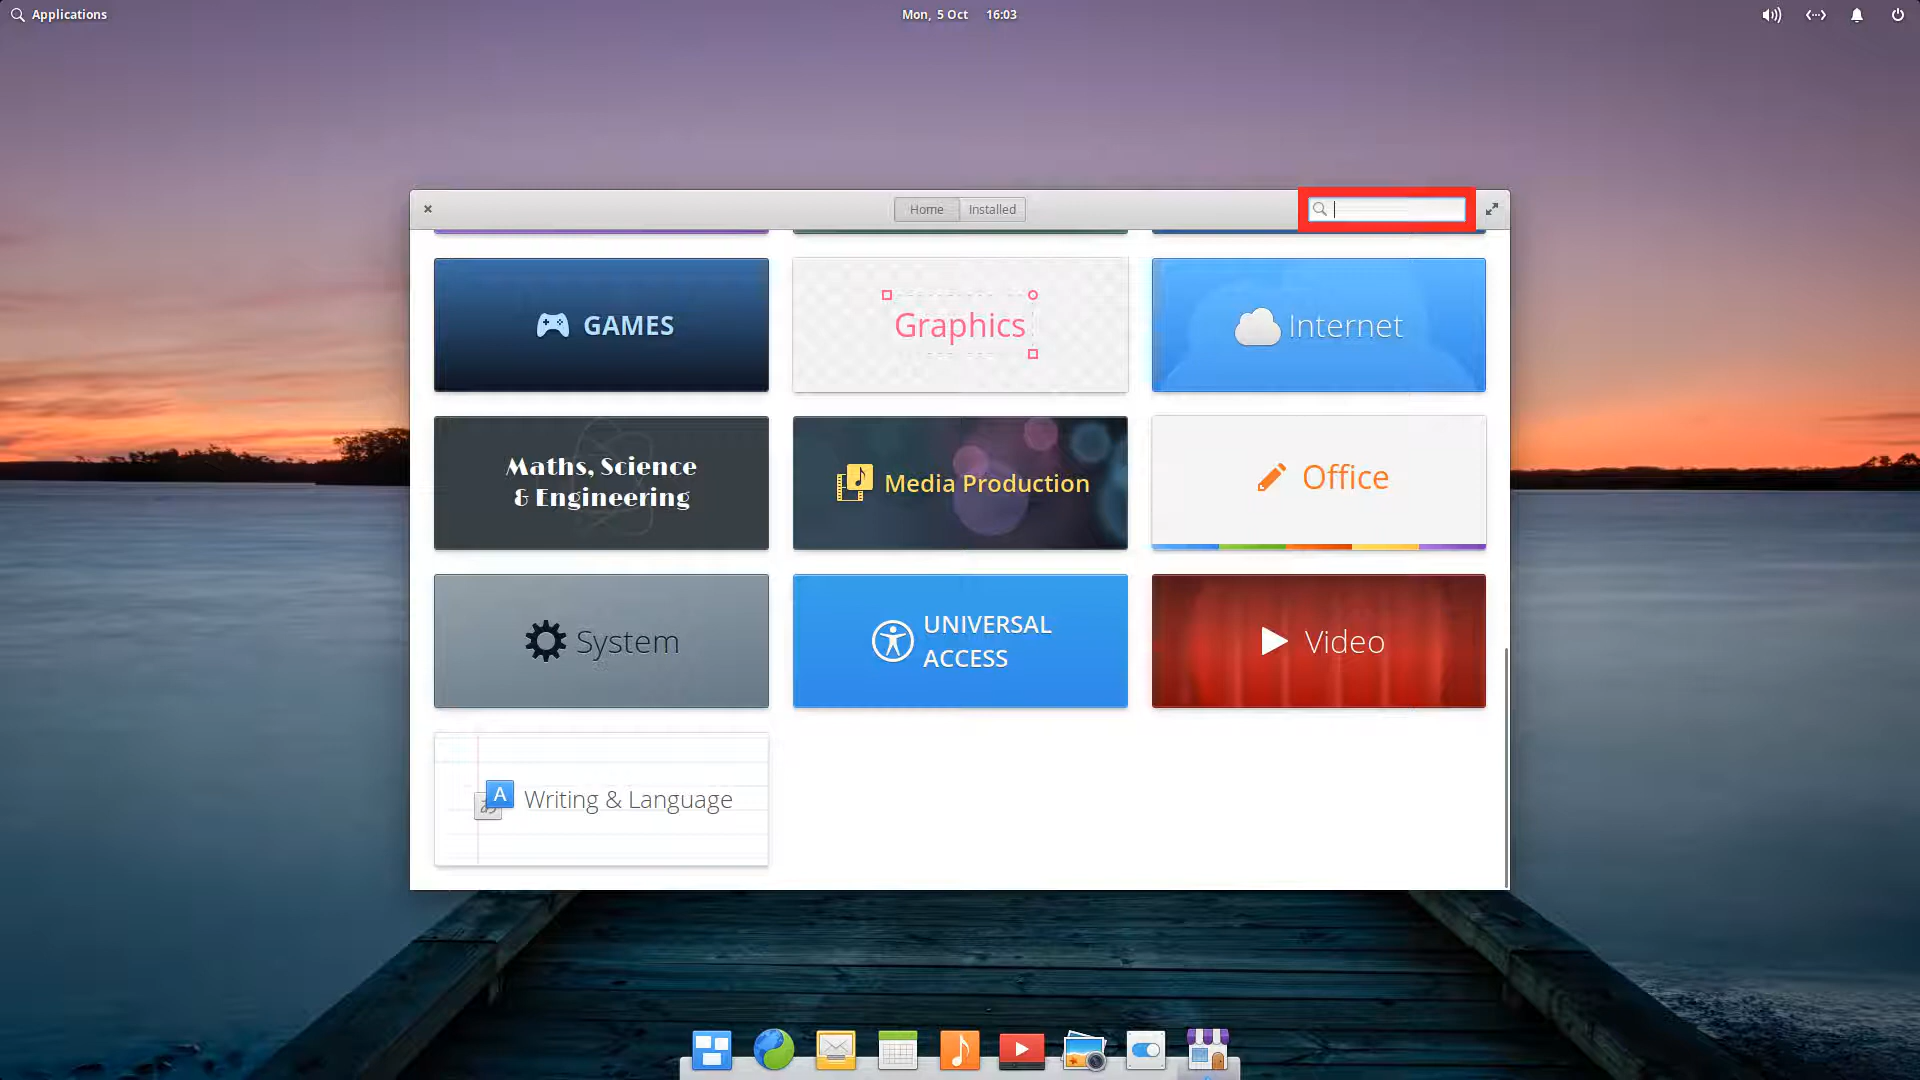 Applications
Mon, 5 Oct 16:03
Home
Installed
GAMES
Graphics
Internet
Maths, Science
& Engineering
Media Production
Office
System
UNIVERSAL
ACCESS
Video
A
Writing & Language